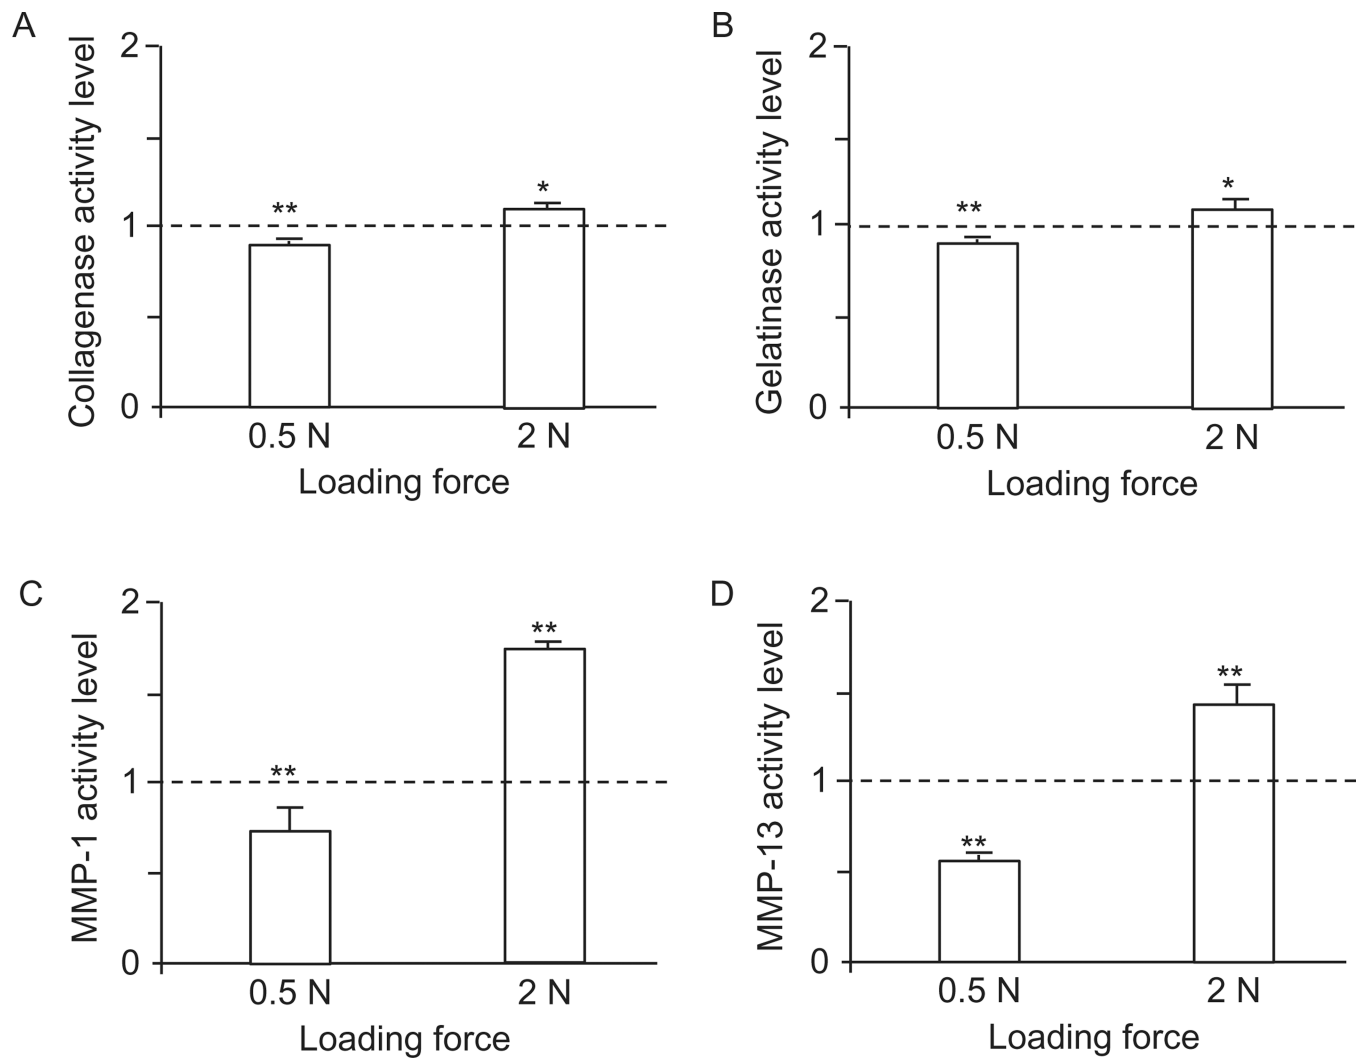 A
Collagenase activity level
2
1
0
**
*
0.5 N
2 N
Loading force
B
Gelatinase activity level
2
1
0
**
*
0.5 N
2 N
Loading force
C
MMP-1 activity level
2
1
0
**
**
0.5 N
2 N
Loading force
D
MMP-13 activity level
2
1
0
**
**
0.5 N
2 N
Loading force